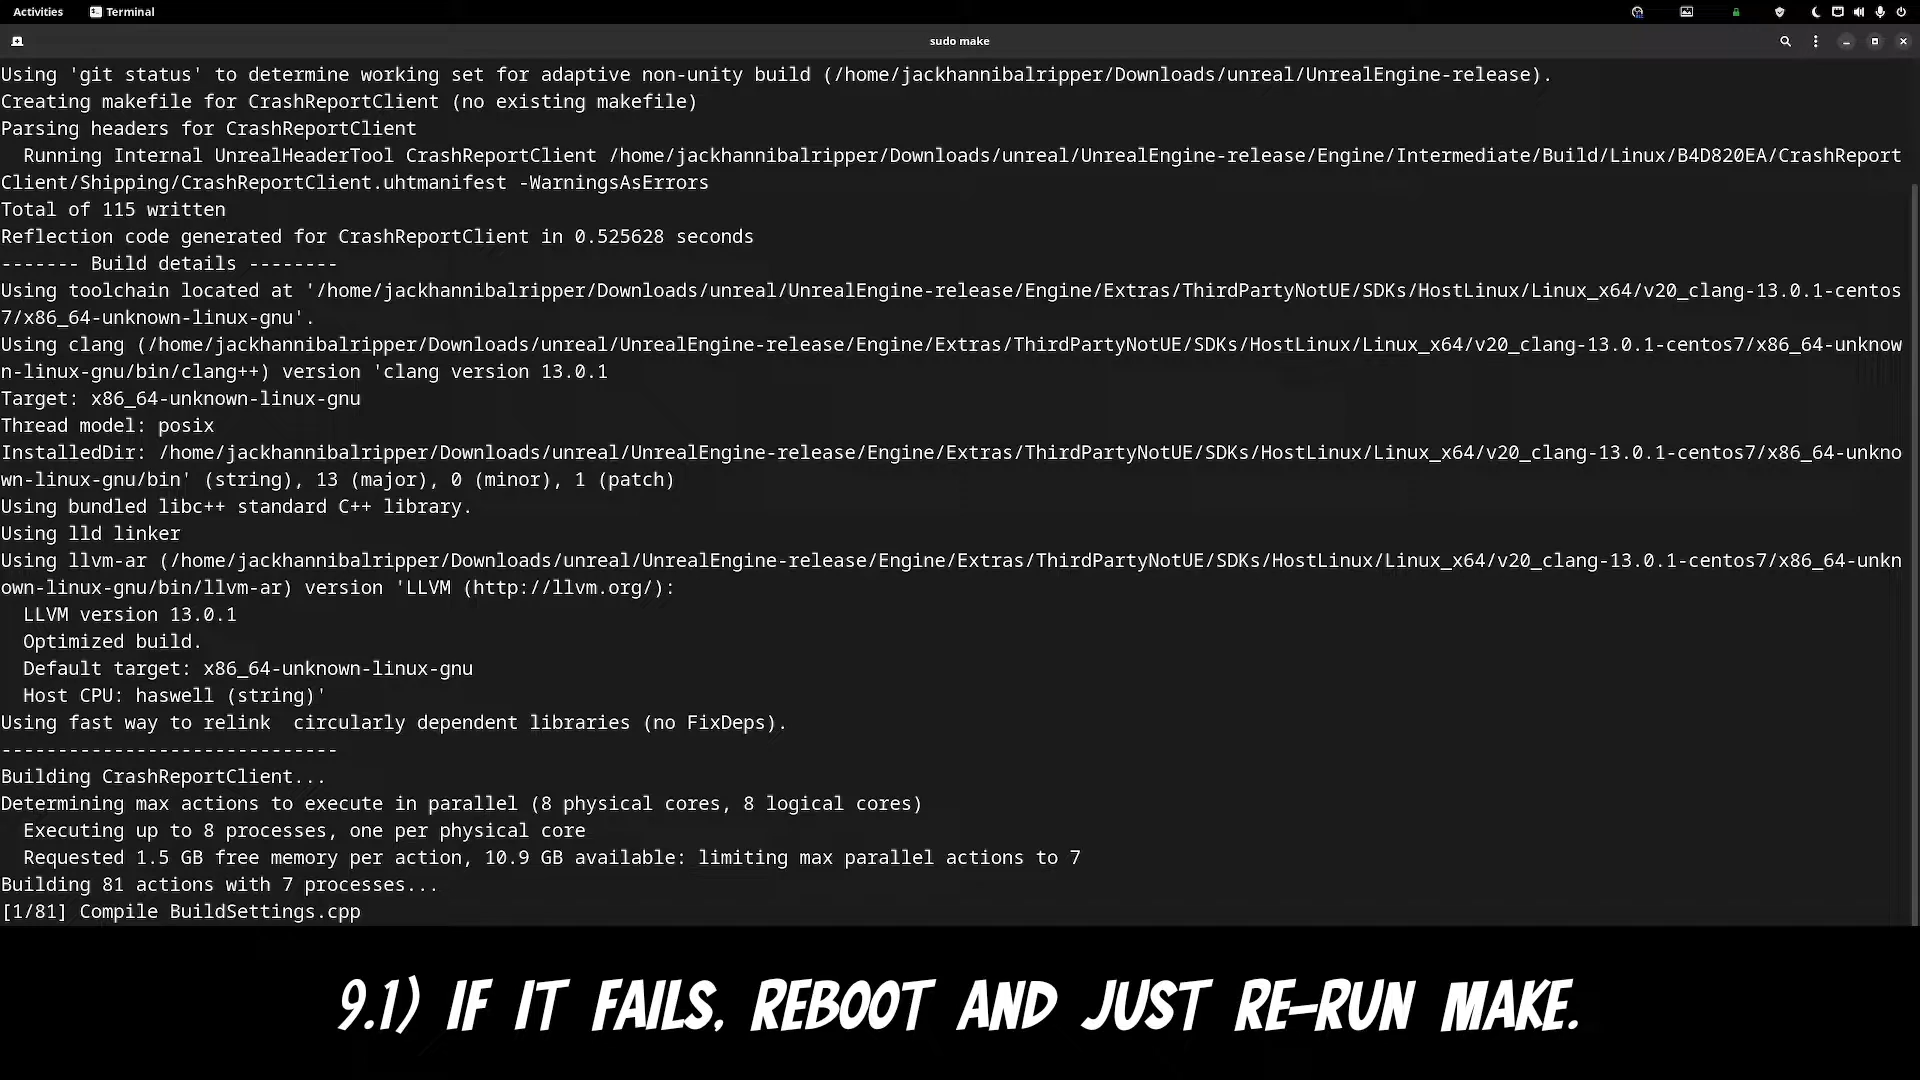 Activities
Terminal
sudo make
Using 'git status' to determine working set for adaptive non-unity build (/home/jackhannibalripper/Downloads/unreal/UnrealEngine-release).
Creating makefile for CrashReportClient (no existing makefile)
Parsing headers for CrashReportClient
  Running Internal UnrealHeaderTool CrashReportClient /home/jackhannibalripper/Downloads/unreal/UnrealEngine-release/Engine/Intermediate/Build/Linux/B4D820EA/CrashReport
Client/Shipping/CrashReportClient.uhtmanifest -WarningsAsErrors
Total of 115 written
Reflection code generated for CrashReportClient in 0.525628 seconds
------- Build details --------
Using toolchain located at '/home/jackhannibalripper/Downloads/unreal/UnrealEngine-release/Engine/Extras/ThirdPartyNotUE/SDKs/HostLinux/Linux_x64/v20_clang-13.0.1-centos
7/x86_64-unknown-linux-gnu'.
Using clang (/home/jackhannibalripper/Downloads/unreal/UnrealEngine-release/Engine/Extras/ThirdPartyNotUE/SDKs/HostLinux/Linux_x64/v20_clang-13.0.1-centos7/x86_64-unknow
n-linux-gnu/bin/clang++) version 'clang version 13.0.1
Target: x86_64-unknown-linux-gnu
Thread model: posix
InstalledDir: /home/jackhannibalripper/Downloads/unreal/UnrealEngine-release/Engine/Extras/ThirdPartyNotUE/SDKs/HostLinux/Linux_x64/v20_clang-13.0.1-centos7/x86_64-unkno
wn-linux-gnu/bin' (string), 13 (major), 0 (minor), 1 (patch)
Using bundled libc++ standard C++ library.
Using lld linker
Using llvm-ar (/home/jackhannibalripper/Downloads/unreal/UnrealEngine-release/Engine/Extras/ThirdPartyNotUE/SDKs/HostLinux/Linux_x64/v20_clang-13.0.1-centos7/x86_64-unkn
own-linux-gnu/bin/llvm-ar) version 'LLVM (http://llvm.org/):
  LLVM version 13.0.1
  Optimized build.
  Default target: x86_64-unknown-linux-gnu
  Host CPU: haswell (string)'
Using fast way to relink  circularly dependent libraries (no FixDeps).
------------------------------
Building CrashReportClient...
Determining max actions to execute in parallel (8 physical cores, 8 logical cores)
  Executing up to 8 processes, one per physical core
  Requested 1.5 GB free memory per action, 10.9 GB available: limiting max parallel actions to 7
Building 81 actions with 7 processes...
[1/81] Compile BuildSettings.cpp
9.1) IF IT FAILS, REBOOT AND JUST RE-RUN MAKE.